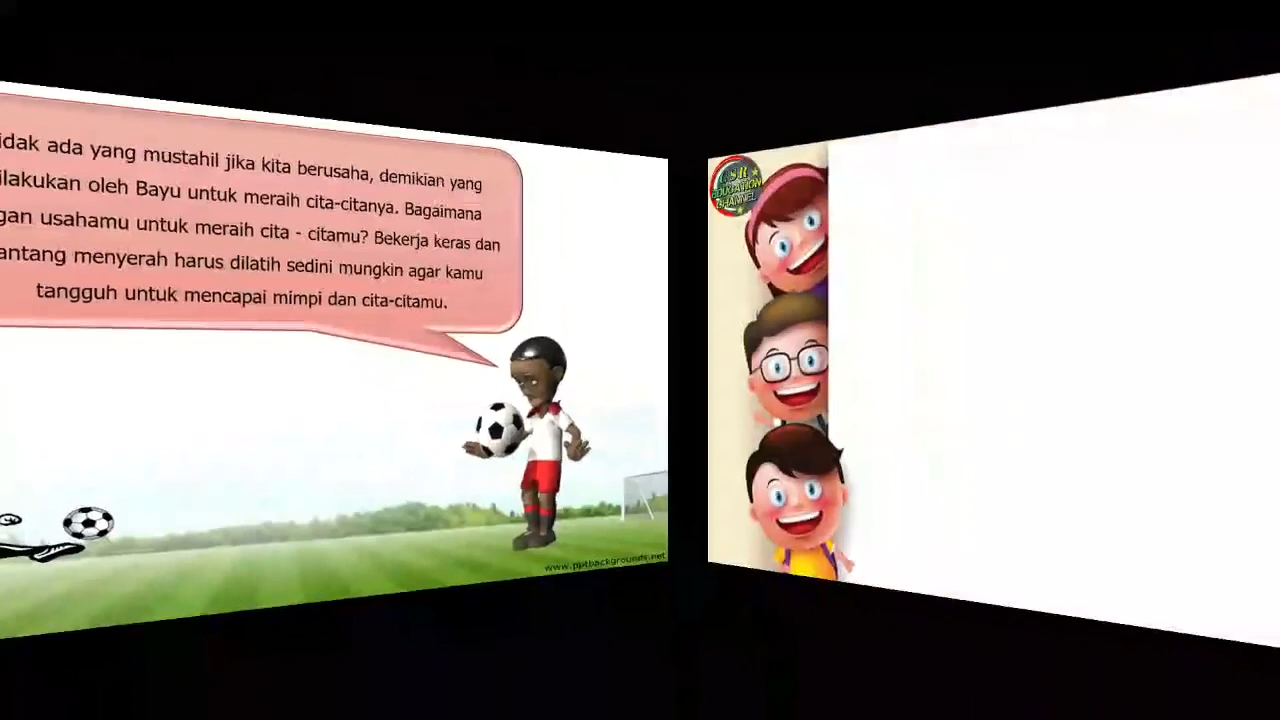 idak ada yang mustahil jika kita berusaha, demikian yang
ilakukan oleh Bayu untuk meraih cita-citanya. Bagaimana
gan usahamu untuk meraih cita - citamu? Bekerja keras dan
antang menyerah harus dilatih sedini mungkin agar kamu
tangguh untuk mencapai mimpi dan cita-citamu.
www.pptbackgrounds.net
EDUCATION
CHANNEL